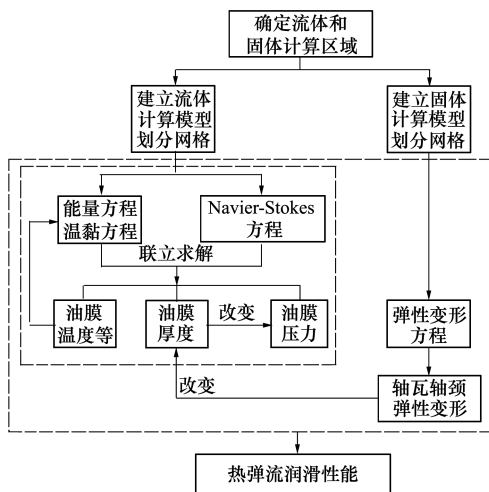 确定流体和
固体计算区域
建立流体
计算模型
划分网格
建立固体
计算模型
划分网格
能量方程
温黏方程
Navier-Stokes
方程
联立求解
油膜
温度等
油膜
厚度
改变
油膜
压力
弹性变形
方程
改变
轴瓦轴颈
弹性变形
热弹流润滑性能